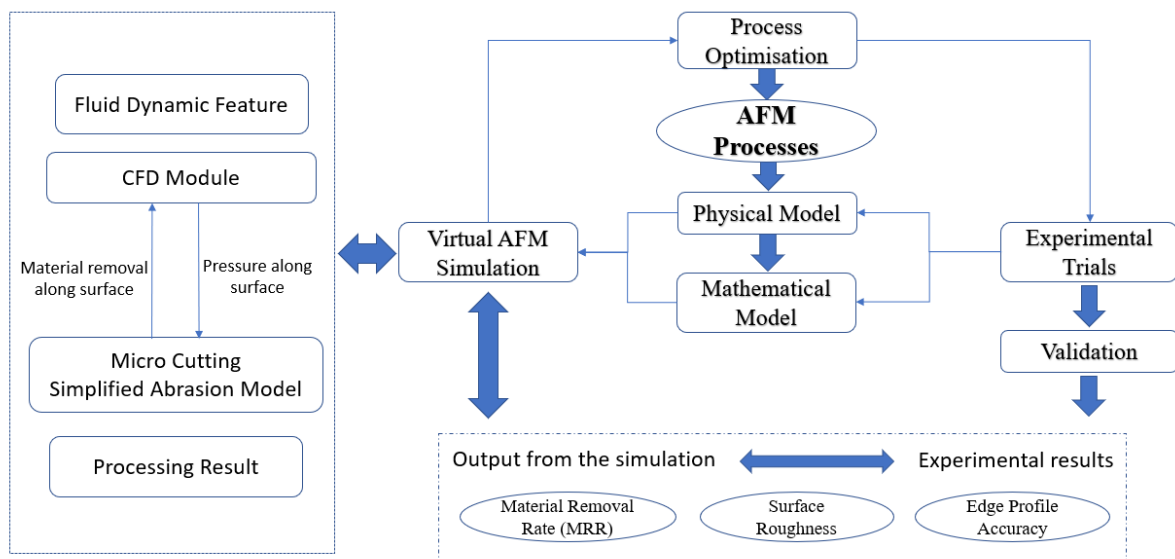 Fluid Dynamic Feature
CFD Module
Material removal
along surface
Pressure along
surface
Micro Cutting
Simplified Abrasion Model
Processing Result
Process
Optimisation
AFM
Processes
Physical Model
Virtual AFM
Simulation
Mathematical
Model
Experimental
Trials
Validation
Output from the simulation
Experimental results
Material Removal
Rate (MRR)
Surface
Roughness
Edge Profile
Accuracy